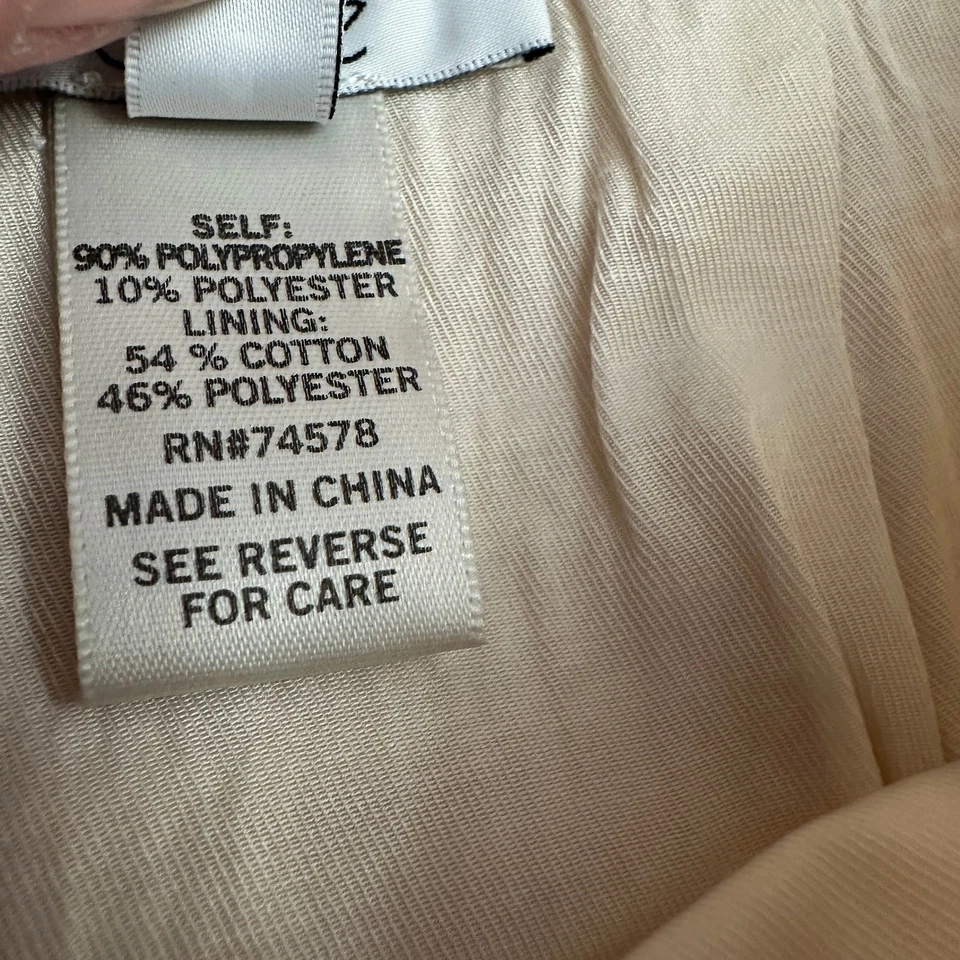 SELF:
90% POLYPROPYLENE
10% POLYESTER
LINING:
54 % COTTON
46% POLYESTER
RN#74578
MADE IN CHINA
SEE REVERSE
FOR CARE